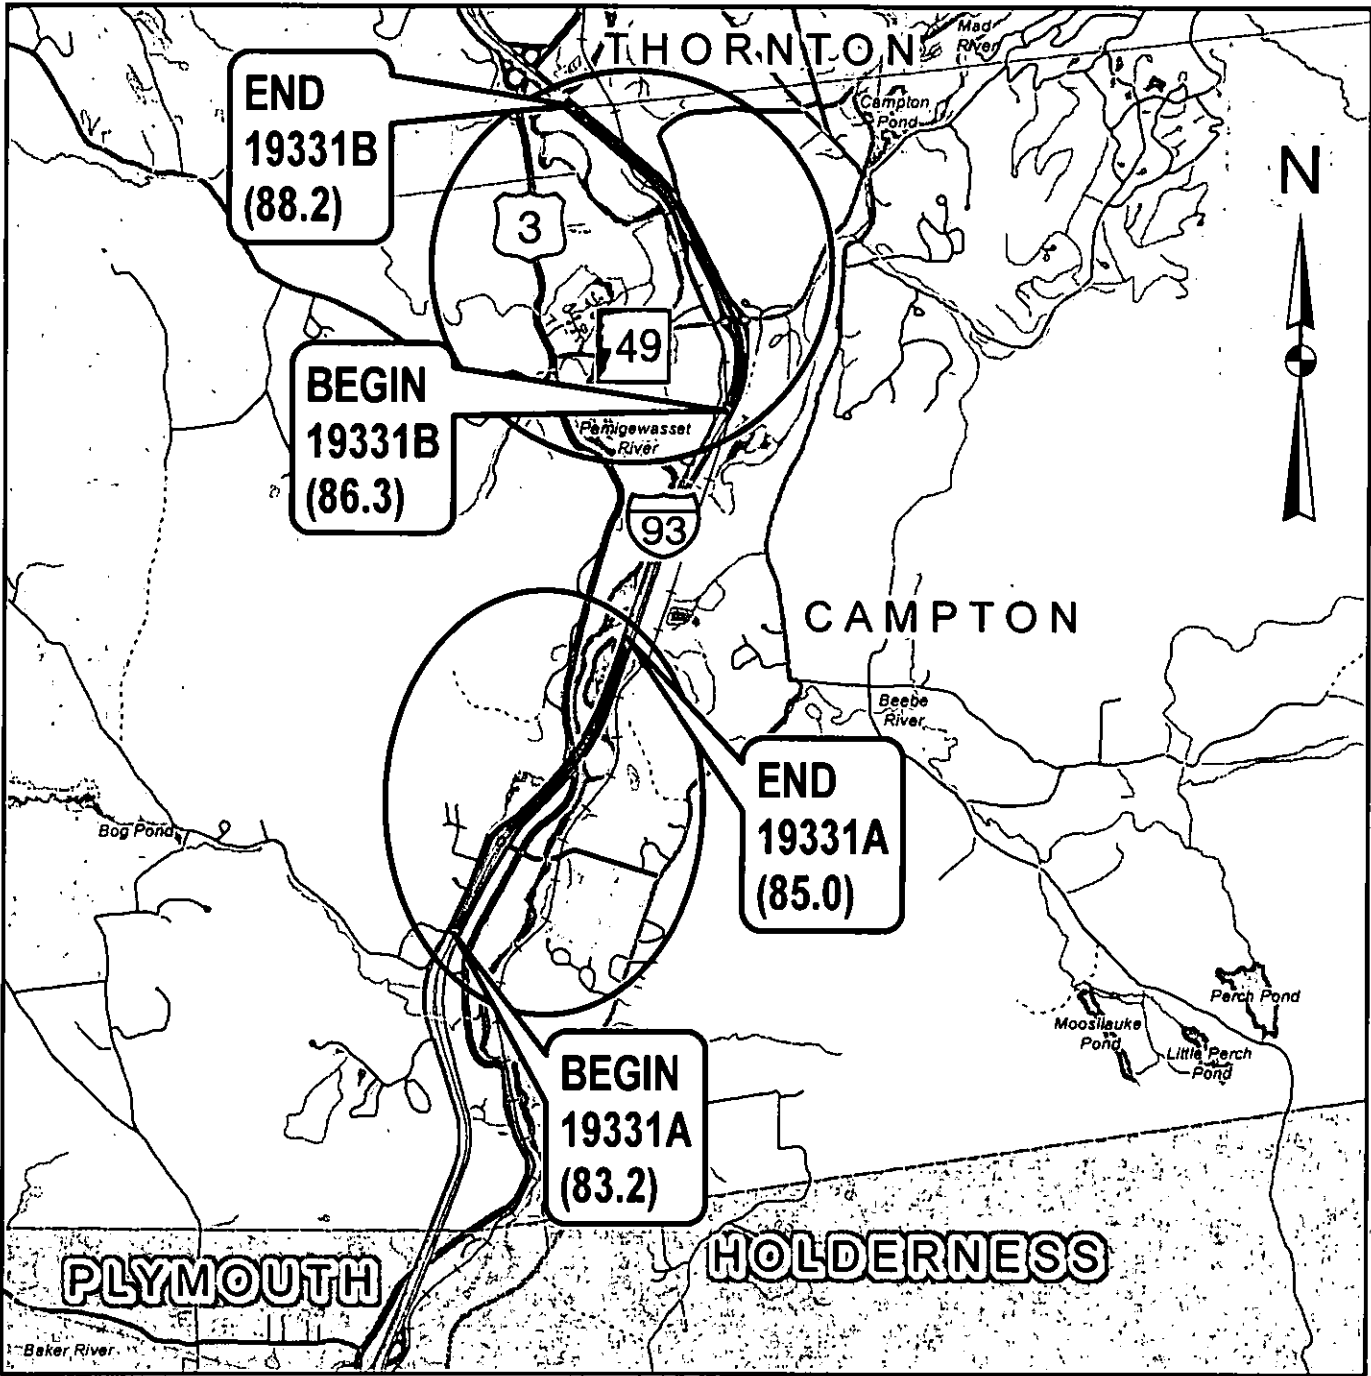 THORNTON
Mad
River
END
19331B
(88.2)
Campton
Pond
N
3
49
BEGIN
19331B
(86.3)
Pemigewasset
River
93
CAMPTON
Beebe
River
END
19331A
(85.0)
Bog Pond
Perch Pond
Moosilauke
Pond
Little Perch
Pond
BEGIN
19331A
(83.2)
PLYMOUTH
HOLDERNESS
Baker River